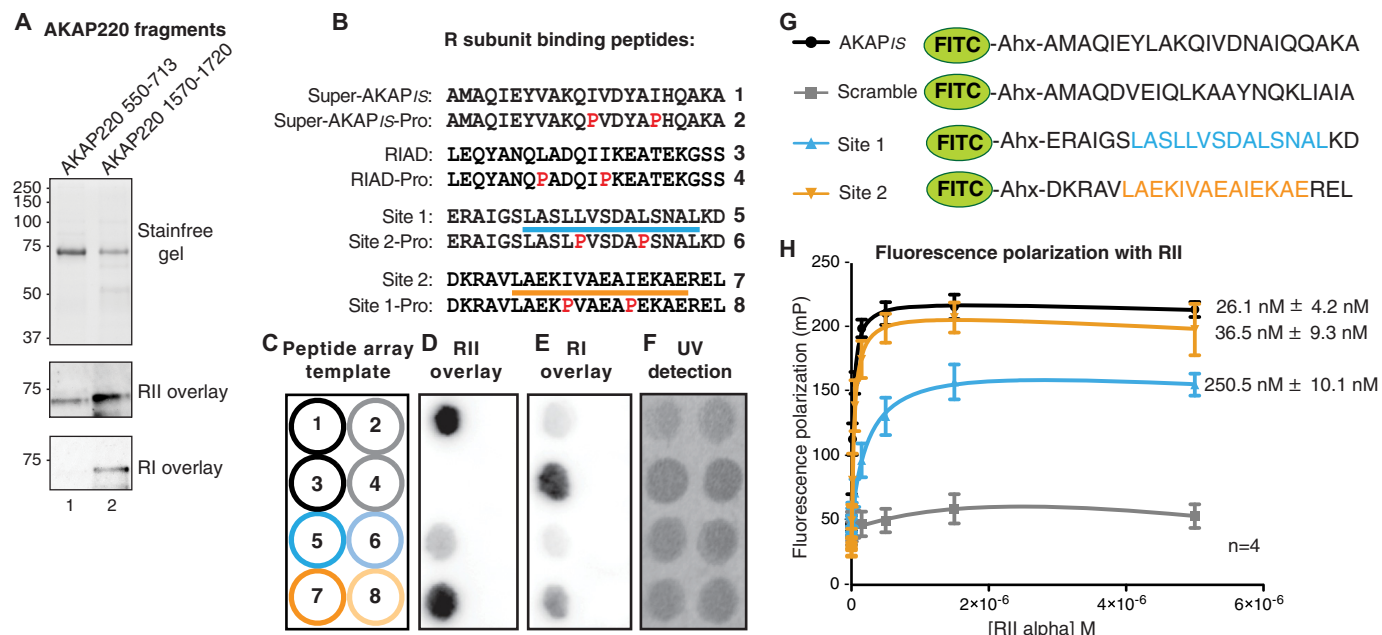 A
AKAP220 fragments
AKAP220 550-713
AKAP220 1570-1720
250
150
100
75
50
37
Stainfree
gel
75
RII overlay
75
RI overlay
1 2
B
R subunit binding peptides:
Super-AKAPIS: AMAQIEYVAKQIVDYAIHQAKA 1
Super-AKAPIS-Pro: AMAQIEYVAKQPVDYAPHQAKA 2
RIAD: LEQYANQLADQIIKEATEKGSS 3
RIAD-Pro: LEQYANQPADQIPKEATEKGSS 4
Site 1: ERAIGSLASLLVSDALSNALKD 5
Site 2-Pro: ERAIGSLASLPVSDAPSNALKD 6
Site 2: DKRAVLAEKIVAEAIEKAEREL 7
Site 1-Pro: DKRAVLAEKPVAEAPEKAEREL 8
C Peptide array
template
1 2
3 4
5 6
7 8
D RII
overlay
E RI
overlay
F UV
detection
G
AKAPIS FITC-Ahx-AMAQIEYLAKQIVDNAIQQAKA
Scramble FITC-Ahx-AMAQDVEIQLKAAYNQKLIAIA
Site 1 FITC-Ahx-ERAIGSLASLLVSDALSNALKD
Site 2 FITC-Ahx-DKRAVLAEKIVAEAIEKAEREL
H
Fluorescence polarization with RII
Fluorescence polarization (mP)
250
200
150
100
50
0
26.1 nM ± 4.2 nM
36.5 nM ± 9.3 nM
250.5 nM ± 10.1 nM
n=4
0 2×10-6 4×10-6 6×10-6
[RII alpha] M